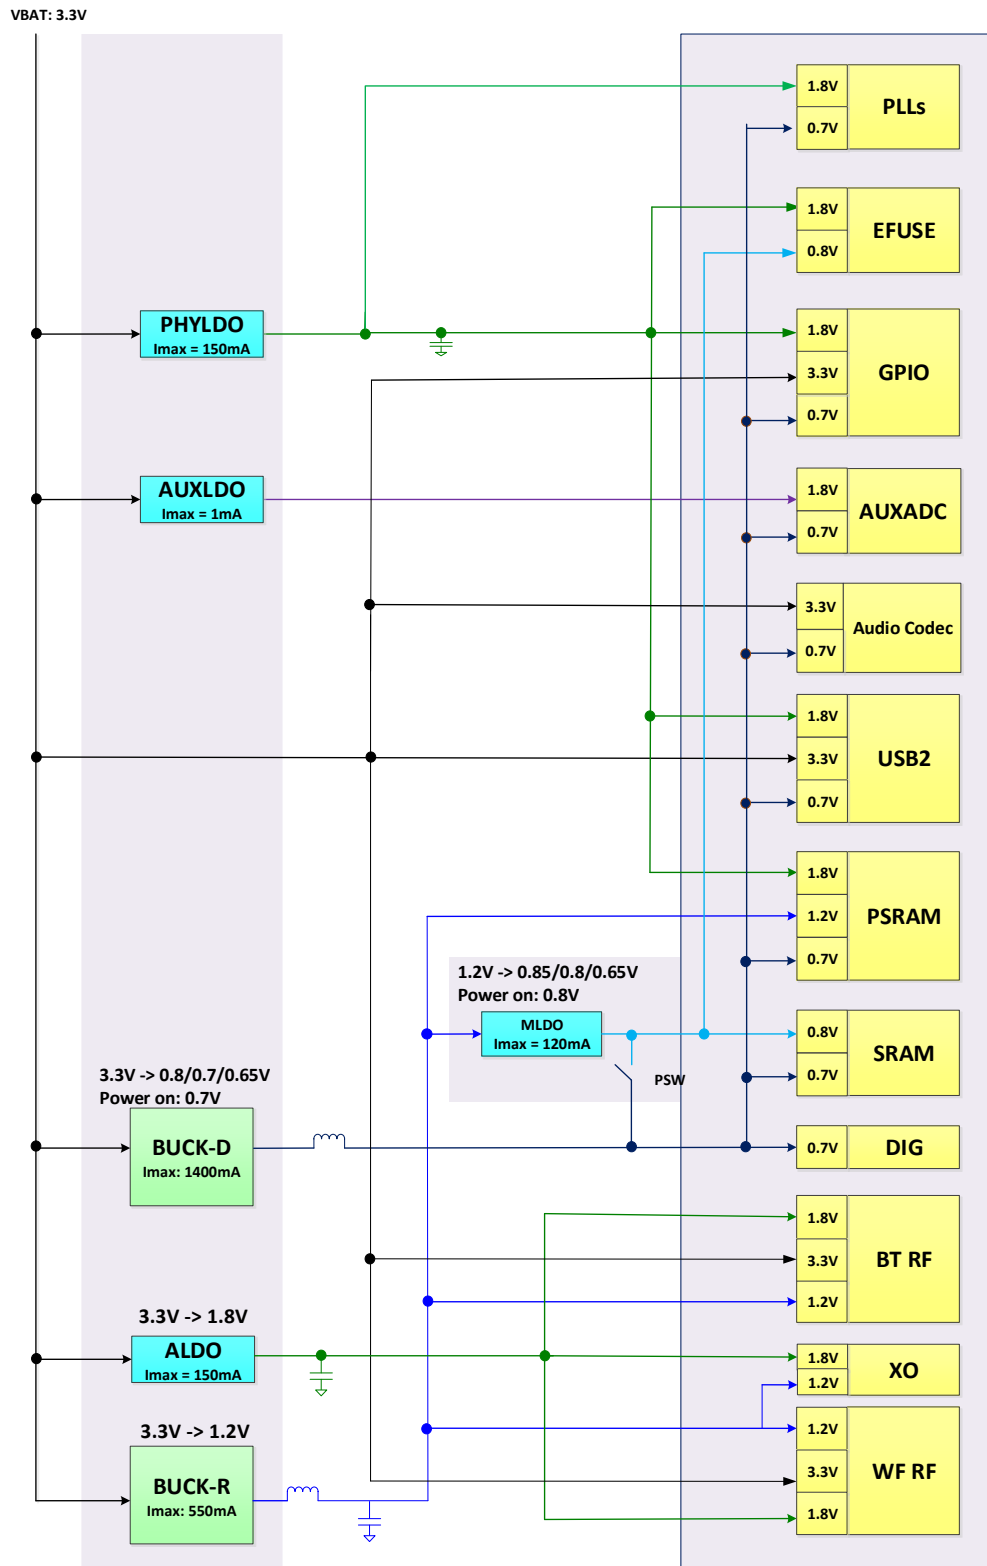 VBAT: 3.3V
1.8V
PLLs
0.7V
1.8V
EFUSE
0.8V
PHYLDO
Imax = 150mA
1.8V
3.3V
GPIO
0.7V
AUXLDO
Imax = 1mA
1.8V
AUXADC
0.7V
3.3V
Audio Codec
0.7V
1.8V
3.3V
USB2
0.7V
1.8V
1.2V
PSRAM
0.7V
1.2V -> 0.85/0.8/0.65V
Power on: 0.8V
MLDO
Imax = 120mA
0.8V
SRAM
0.7V
PSW
3.3V -> 0.8/0.7/0.65V
Power on: 0.7V
BUCK-D
Imax: 1400mA
0.7V
DIG
1.8V
3.3V
BT RF
1.2V
3.3V -> 1.8V
ALDO
Imax = 150mA
1.8V
XO
1.2V
3.3V -> 1.2V
BUCK-R
Imax: 550mA
1.2V
3.3V
WF RF
1.8V